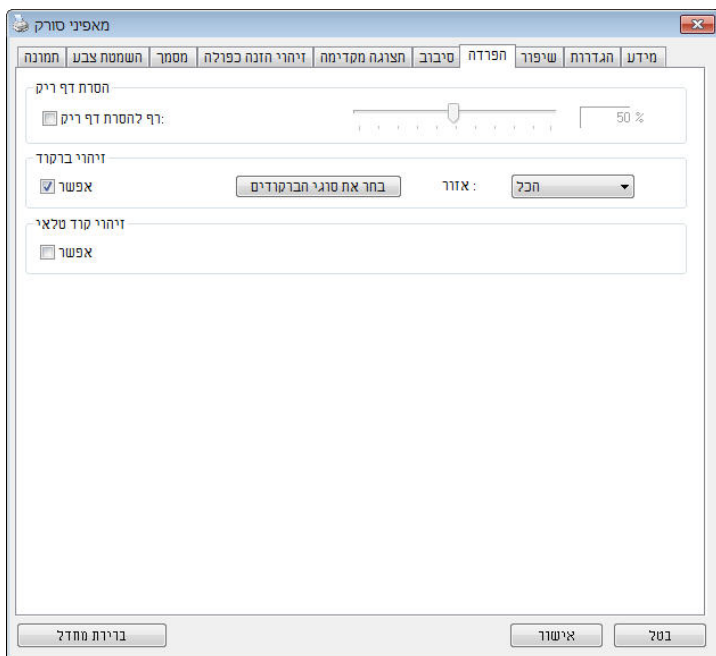 מאפיני סורק
תמונה השמטת צבע מסמך זיהוי הזנה כפולה תצוגה מקדימה סיבוב הפרדה שיפור הגדרות מידע
הסרת דף ריק
רף להסרת דף ריק: 50 %
זיהוי ברקוד
אפשר בחר את סוגי הברקודים אזור : הכל
זיהוי קוד טלאי
אפשר
ברירת מחדל אישור בטל